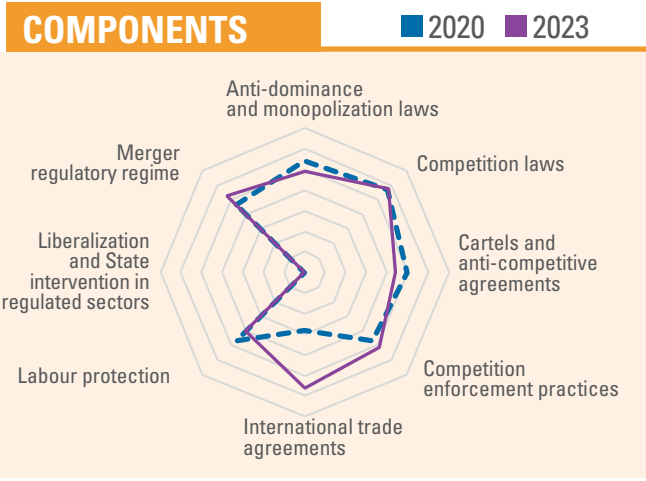 COMPONENTS
2020 2023
Anti-dominance
and monopolization laws
Merger
regulatory regime
Competition laws
Liberalization
and State
intervention in
regulated sectors
Cartels and
anti-competitive
agreements
Labour protection
Competition
enforcement practices
International trade
agreements